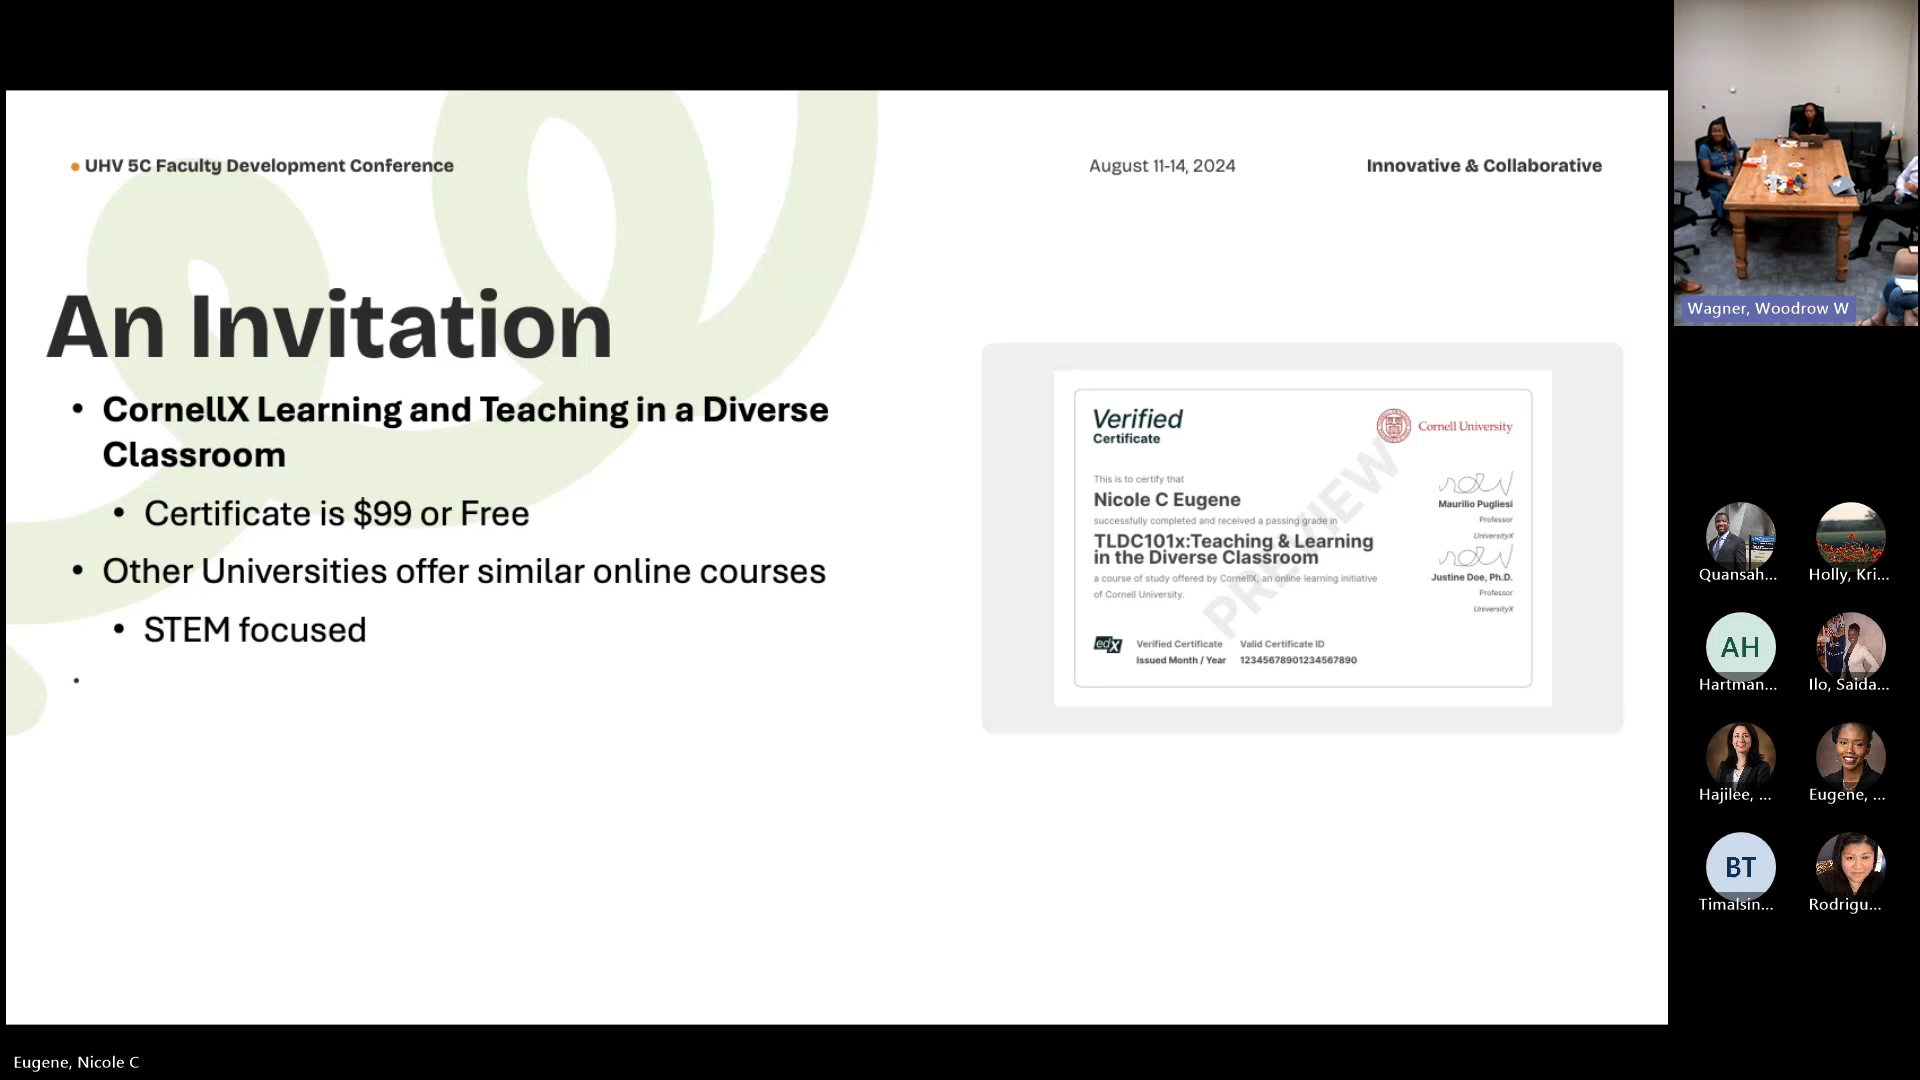 UHV 5C Faculty Development Conference
August 11-14, 2024
Innovative & Collaborative
An Invitation
• CornellX Learning and Teaching in a Diverse
Classroom
• Certificate is $99 or Free
• Other Universities offer similar online courses
• STEM focused
•
Verified
Certificate
Cornell University
This is to certify that
Nicole C Eugene
successfully completed and received a passing grade in
TLDC101x:Teaching & Learning
in the Diverse Classroom
a course of study offered by CornellX, an online learning initiative
of Cornell University.
Maurilio Pugliesi
Professor
UniversityX
Justine Doe, Ph.D.
Professor
UniversityX
PREVIEW
edX
Verified Certificate
Issued Month / Year
Valid Certificate ID
12345678901234567890
Wagner, Woodrow W
Quansah...
Holly, Kri...
AH
Hartman...
Ilo, Saida...
Hajilee, ...
Eugene, ...
BT
Timalsin...
Rodrigu...
Eugene, Nicole C